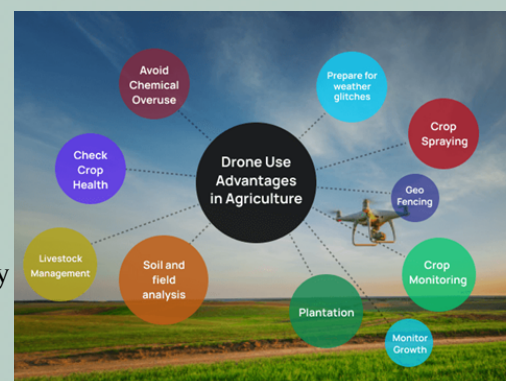 Avoid
Chemical
Overuse
Prepare for
weather
glitches
Crop
Spraying
Check
Crop
Health
Drone Use
Advantages
in Agriculture
Geo
Fencing
Livestock
Management
Soil and
field
analysis
Crop
Monitoring
Plantation
Monitor
Growth
y